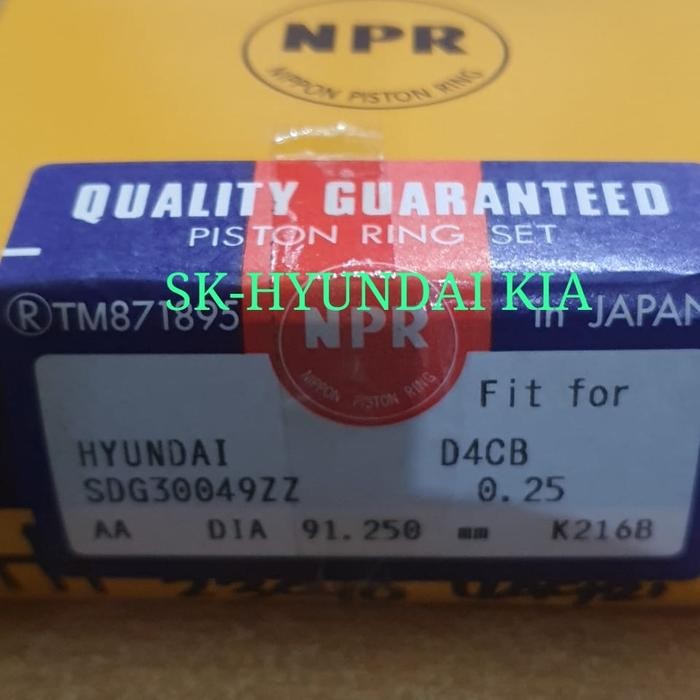 NPR
NIPPON PISTON RING
QUALITY GUARANTEED
PISTON RING SET
SK-HYUNDAI KIA
®TM871895 in JAPAN
NPR
NIPPON PISTON RING
Fit for
HYUNDAI D4CB
SDG30049ZZ 0.25
AA DIA 91.250 mm K216B